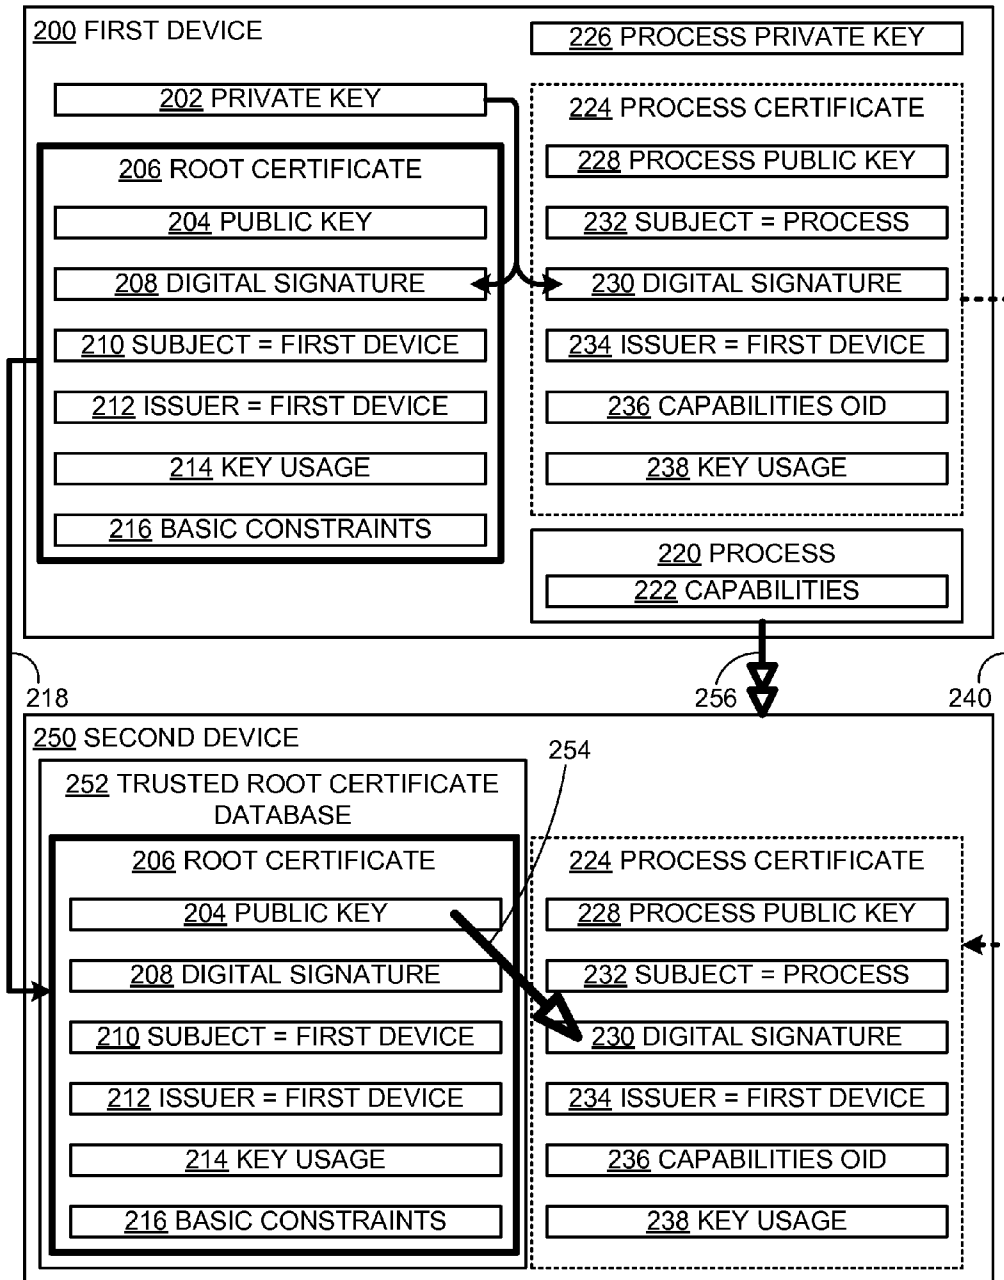 200 FIRST DEVICE
226 PROCESS PRIVATE KEY
202 PRIVATE KEY
224 PROCESS CERTIFICATE
206 ROOT CERTIFICATE
228 PROCESS PUBLIC KEY
204 PUBLIC KEY
232 SUBJECT = PROCESS
208 DIGITAL SIGNATURE
230 DIGITAL SIGNATURE
210 SUBJECT = FIRST DEVICE
234 ISSUER = FIRST DEVICE
212 ISSUER = FIRST DEVICE
236 CAPABILITIES OID
214 KEY USAGE
238 KEY USAGE
216 BASIC CONSTRAINTS
220 PROCESS
222 CAPABILITIES
218
256
240
250 SECOND DEVICE
254
252 TRUSTED ROOT CERTIFICATE
DATABASE
206 ROOT CERTIFICATE
224 PROCESS CERTIFICATE
204 PUBLIC KEY
228 PROCESS PUBLIC KEY
208 DIGITAL SIGNATURE
232 SUBJECT = PROCESS
210 SUBJECT = FIRST DEVICE
230 DIGITAL SIGNATURE
212 ISSUER = FIRST DEVICE
234 ISSUER = FIRST DEVICE
214 KEY USAGE
236 CAPABILITIES OID
216 BASIC CONSTRAINTS
238 KEY USAGE